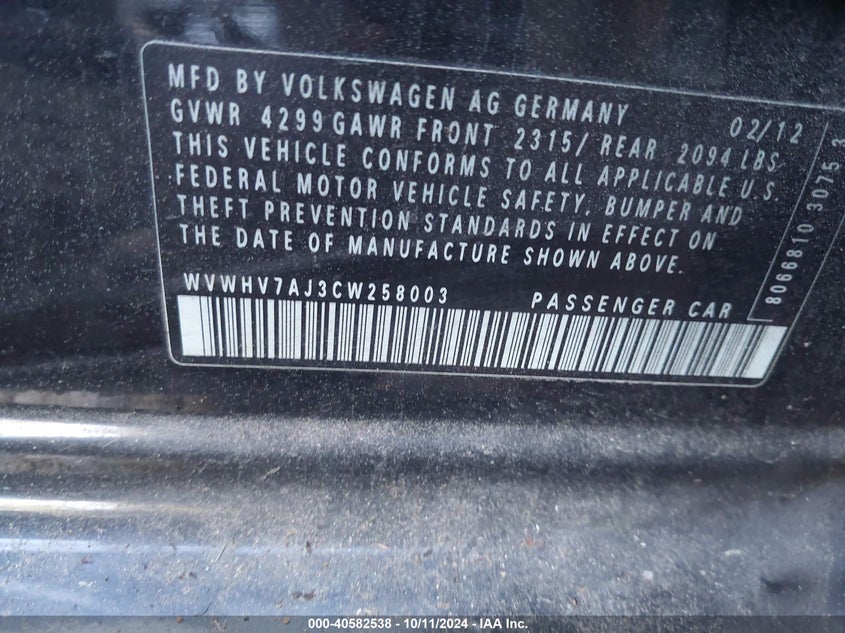 MFD BY VOLKSWAGEN AG GERMANY 02/12
GVWR 4299 GAWR FRONT 2315/ REAR 2094 LBS
THIS VEHICLE CONFORMS TO ALL APPLICABLE U.S.
FEDERAL MOTOR VEHICLE SAFETY, BUMPER AND
THEFT PREVENTION STANDARDS IN EFFECT ON
THE DATE OF MANUFACTURE SHOWN ABOVE.
WVWHV7AJ3CW258003 PASSENGER CAR
8066810 3075 3
000-40582538 - 10/11/2024 - IAA Inc.